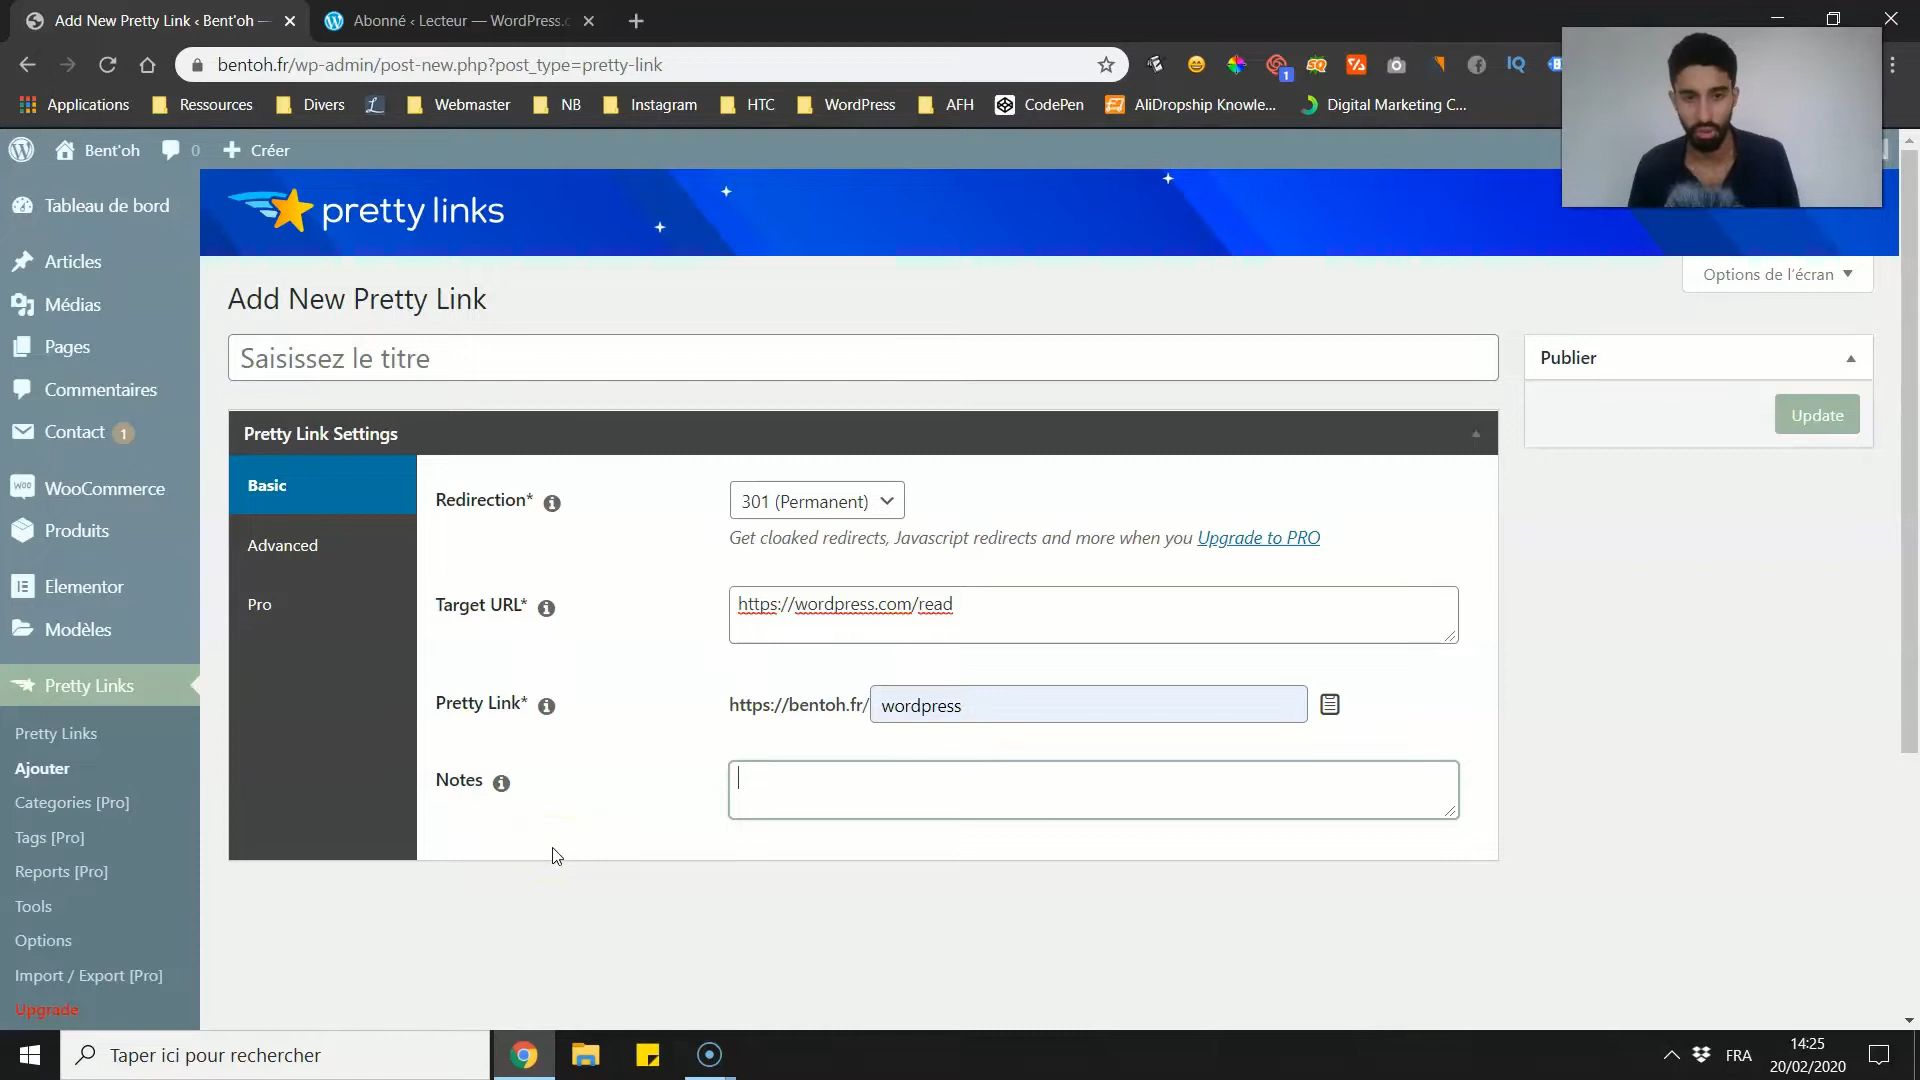 Add New Pretty Link ‹ Bent'oh —
Abonné ‹ Lecteur — WordPress.c
bentoh.fr/wp-admin/post-new.php?post_type=pretty-link
1
SQ
IQ
Applications
Ressources
Divers
Webmaster
NB
Instagram
HTC
WordPress
AFH
CodePen
AliDropship Knowle...
Digital Marketing C...
Bent'oh
0
Créer
Tableau de bord
Articles
Médias
Pages
Commentaires
Contact 1
WooCommerce
Produits
Elementor
Modèles
Pretty Links
Pretty Links
Ajouter
Categories [Pro]
Tags [Pro]
Reports [Pro]
Tools
Options
Import / Export [Pro]
Upgrade
pretty links
Options de l'écran
Add New Pretty Link
Saisissez le titre
Publier
Update
Pretty Link Settings
Basic
Advanced
Pro
Redirection*
301 (Permanent)
Get cloaked redirects, Javascript redirects and more when you Upgrade to PRO
Target URL*
https://wordpress.com/read
Pretty Link*
https://bentoh.fr/ wordpress
Notes
Taper ici pour rechercher
FRA
14:25
20/02/2020